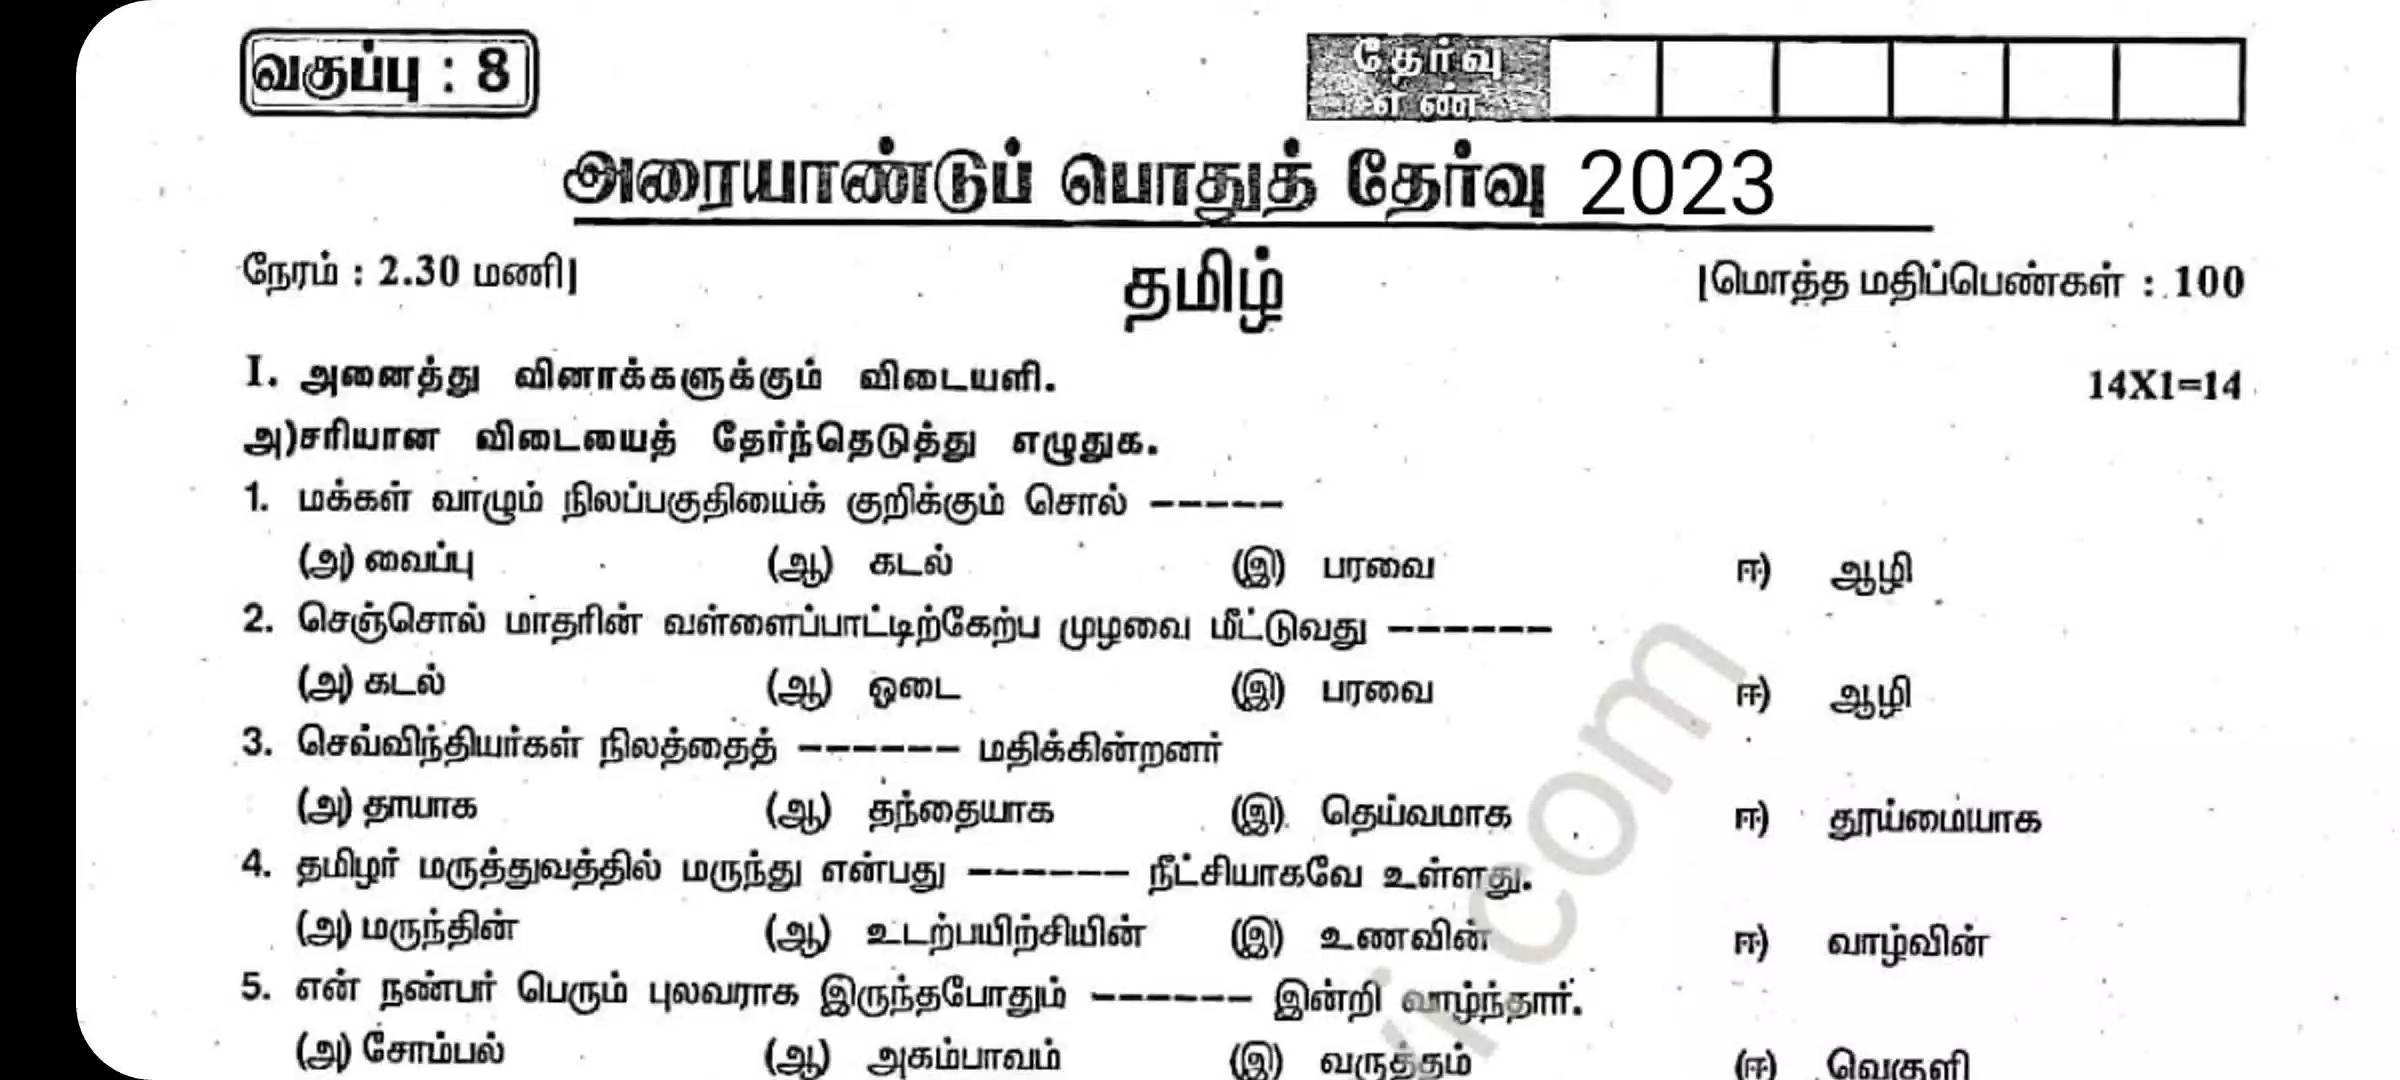 வகுப்பு : 8
தேர்வு எண்
அரையாண்டுப் பொதுத் தேர்வு 2023
நேரம் : 2.30 மணி] தமிழ் [மொத்த மதிப்பெண்கள் : 100
I. அனைத்து வினாக்களுக்கும் விடையளி. 14X1=14
அ)சரியான விடையைத் தேர்ந்தெடுத்து எழுதுக.
1. மக்கள் வாழும் நிலப்பகுதியைக் குறிக்கும் சொல் -----
(அ) வைப்பு (ஆ) கடல் (இ) பரவை ஈ) ஆழி
2. செஞ்சொல் மாதரின் வள்ளைப்பாட்டிற்கேற்ப முழவை மீட்டுவது ------
(அ) கடல் (ஆ) ஓடை (இ) பரவை ஈ) ஆழி
3. செவ்விந்தியர்கள் நிலத்தைத் ------ மதிக்கின்றனர்
(அ) தாயாக (ஆ) தந்தையாக (இ) தெய்வமாக ஈ) தூய்மையாக
4. தமிழர் மருத்துவத்தில் மருந்து என்பது ------ நீட்சியாகவே உள்ளது.
(அ) மருந்தின் (ஆ) உடற்பயிற்சியின் (இ) உணவின் ஈ) வாழ்வின்
5. என் நண்பர் பெரும் புலவராக இருந்தபோதும் ------ இன்றி வாழ்ந்தார்.
(அ) சோம்பல் (ஆ) அகம்பாவம் (இ) வருத்தம் (ஈ) வெகுளி